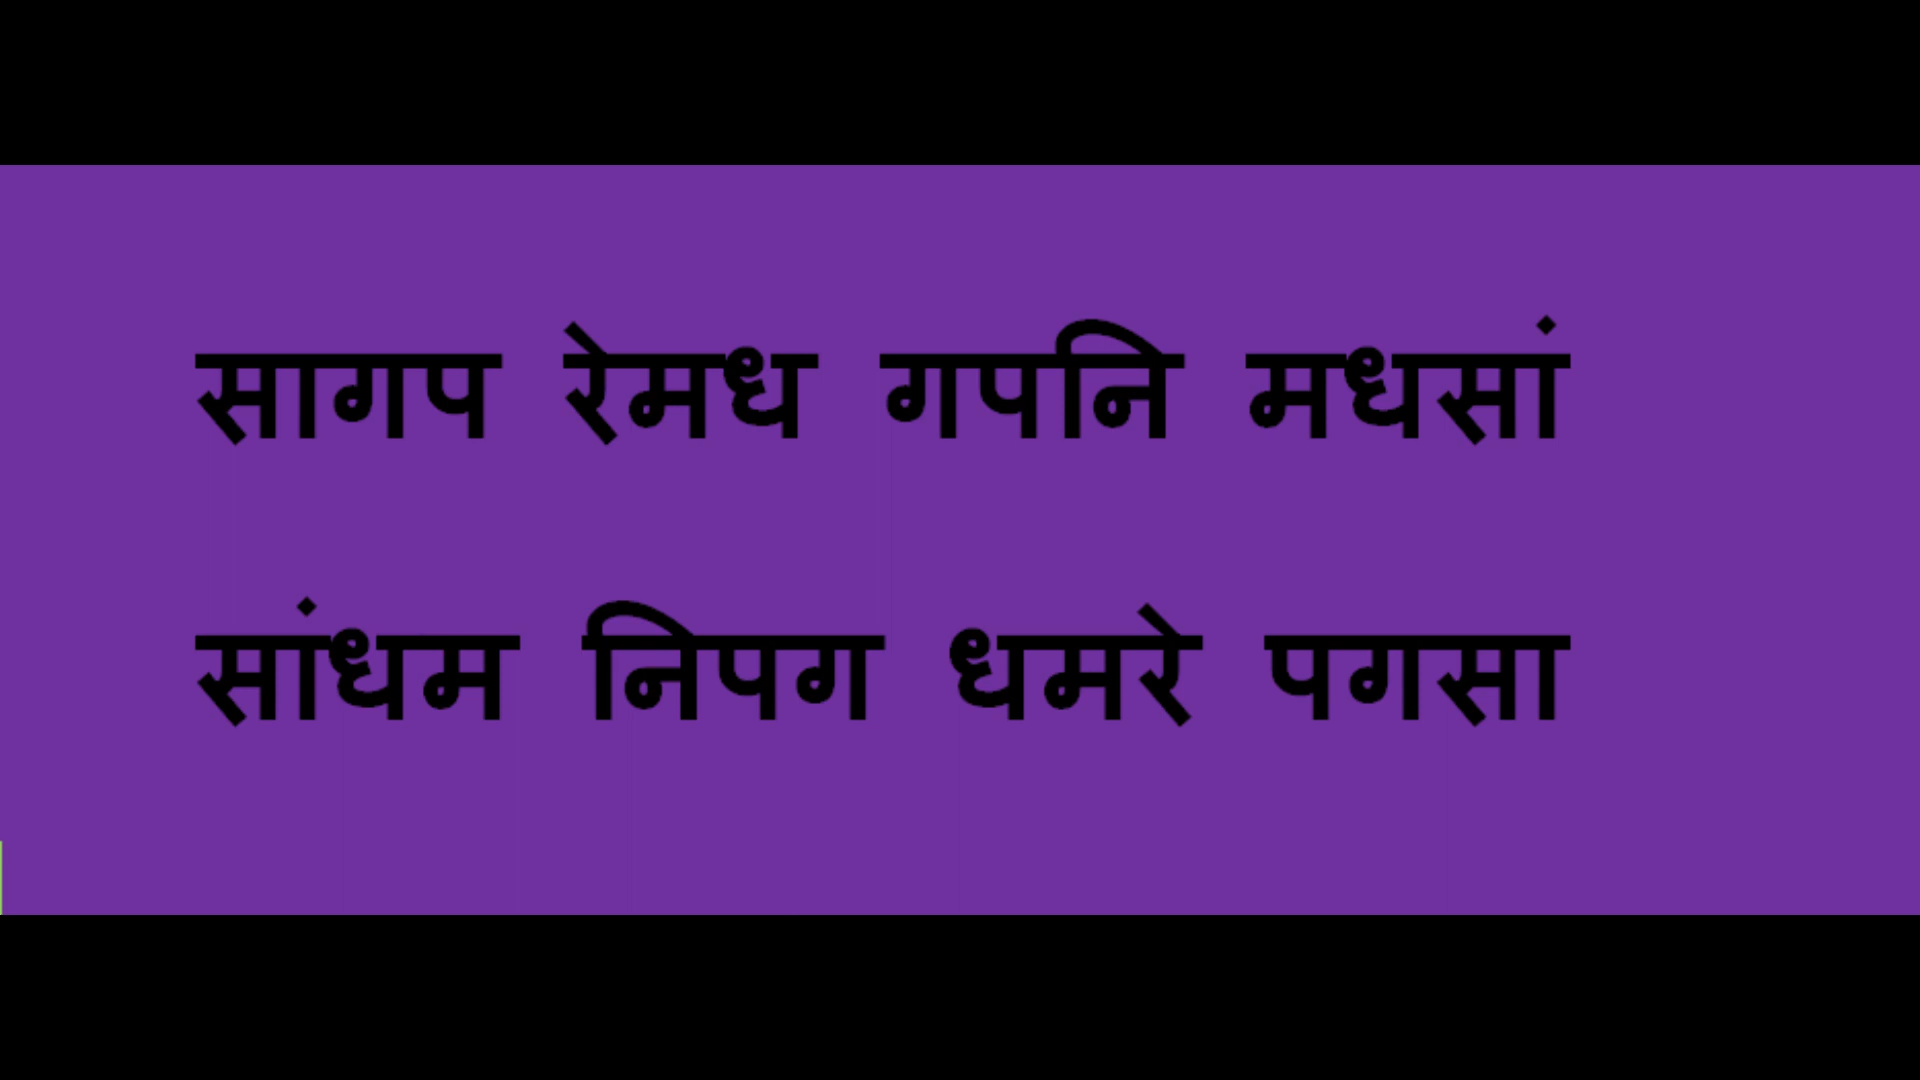 सागप रेमध गपनि मधसां
सांधम निपग धमरे पगसा